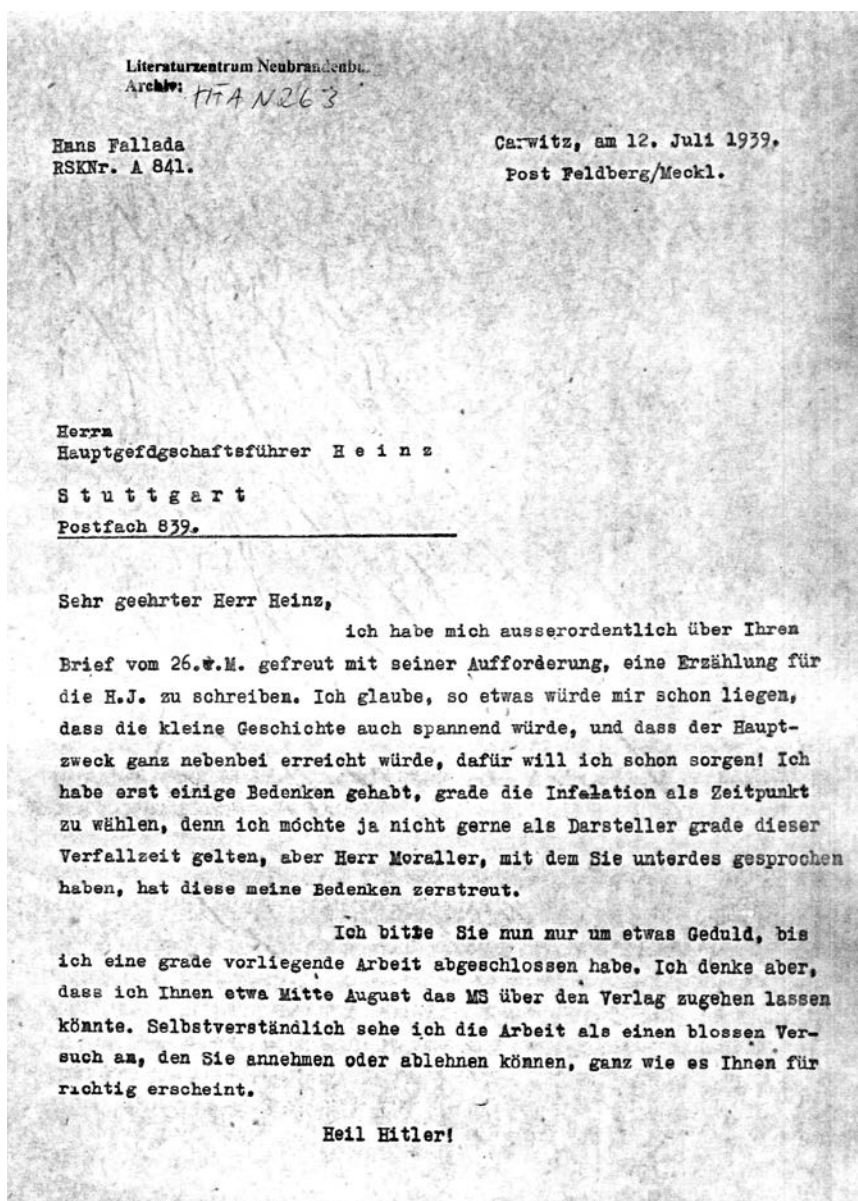 Literaturzentrum Neubrandenbu
Archiv: HFA N263
Hans Fallada
RSKNr. A 841.
Carwitz, am 12. Juli 1939.
Post Feldberg/Meckl.
Herrn
Hauptgefdgschaftsführer H e i n z
S t u t t g a r t
Postfach 839.
Sehr geehrter Herr Heinz,
ich habe mich ausserordentlich über Ihren
Brief vom 26.v.M. gefreut mit seiner Aufforderung, eine Erzählung für
die H.J. zu schreiben. Ich glaube, so etwas würde mir schon liegen,
dass die kleine Geschichte auch spannend würde, und dass der Haupt-
zweck ganz nebenbei erreicht würde, dafür will ich schon sorgen! Ich
habe erst einige Bedenken gehabt, grade die Infalation als Zeitpunkt
zu wählen, denn ich möchte ja nicht gerne als Darsteller grade dieser
Verfallzeit gelten, aber Herr Moraller, mit dem Sie unterdes gesprochen
haben, hat diese meine Bedenken zerstreut.
Ich bitte Sie nun nur um etwas Geduld, bis
ich eine grade vorliegende Arbeit abgeschlossen habe. Ich denke aber,
dass ich Ihnen etwa Mitte August das MS über den Verlag zugehen lassen
könnte. Selbstverständlich sehe ich die Arbeit als einen blossen Ver-
such an, den Sie annehmen oder ablehnen können, ganz wie es Ihnen für
richtig erscheint.
Heil Hitler!